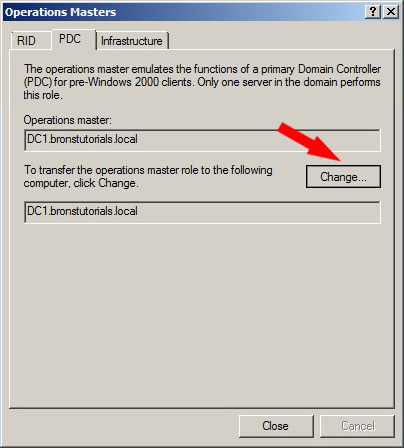 Operations Masters
RID PDC Infrastructure
The operations master emulates the functions of a primary Domain Controller
(PDC) for pre-Windows 2000 clients. Only one server in the domain performs
this role.
Operations master:
DC1.bronstutorials.local
To transfer the operations master role to the following
computer, click Change.
Change...
DC1.bronstutorials.local
Close Cancel